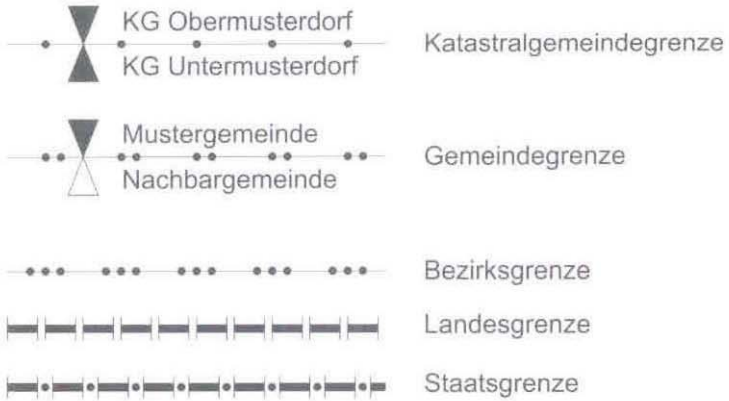 KG Obermusterdorf
KG Untermusterdorf
Katastralgemeindegrenze
Mustergemeinde
Nachbargemeinde
Gemeindegrenze
Bezirksgrenze
Landesgrenze
Staatsgrenze